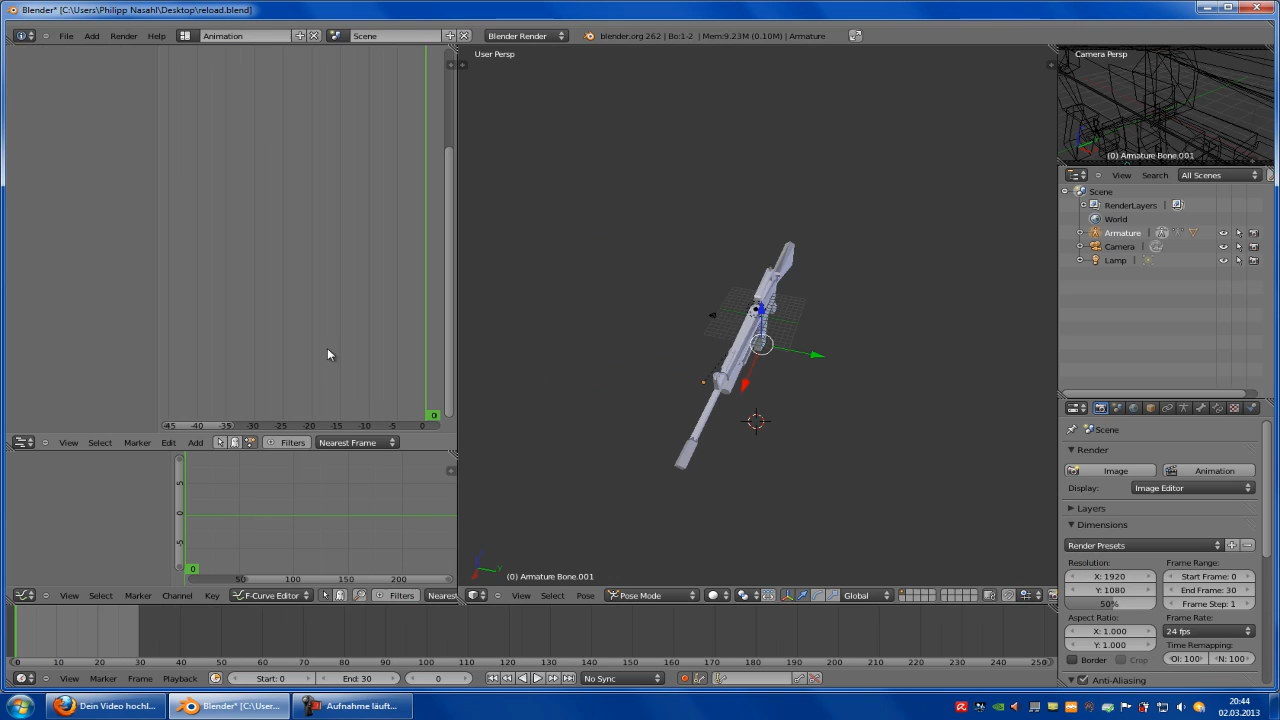 Blender* [C:\Users\Philipp Nasahl\Desktop\reload.blend]
File Add Render Help Animation Scene Blender Render blender.org 262 | Bo:1-2 | Mem:9.23M (0.10M) | Armature
User Persp
Camera Persp
(0) Armature Bone.001
View Search All Scenes
Scene
RenderLayers
World
Armature
Camera
Lamp
0
-45 -40 -35 -30 -25 -20 -15 -10 -5 0
View Select Marker Edit Add Filters Nearest Frame
5
0
-5
0
50 100 150 200
(0) Armature Bone.001
View Select Marker Channel Key F-Curve Editor Filters Nearest
View Select Pose Pose Mode Global
Scene
Render
Image Animation
Display: Image Editor
Layers
Dimensions
Render Presets
Resolution: Frame Range:
X: 1920 Start Frame: 0
Y: 1080 End Frame: 30
50% Frame Step: 1
Aspect Ratio: Frame Rate:
X: 1.000 24 fps
Y: 1.000 Time Remapping:
Border Crop OI: 100 N: 100
Anti-Aliasing
0 10 20 30 40 50 60 70 80 90 100 110 120 130 140 150 160 170 180 190 200 210 220 230 240 250
View Marker Frame Playback Start: 0 End: 30 0 No Sync
Dein Video hochl... Blender* [C:\User... Aufnahme läuft...
20:44
02.03.2013